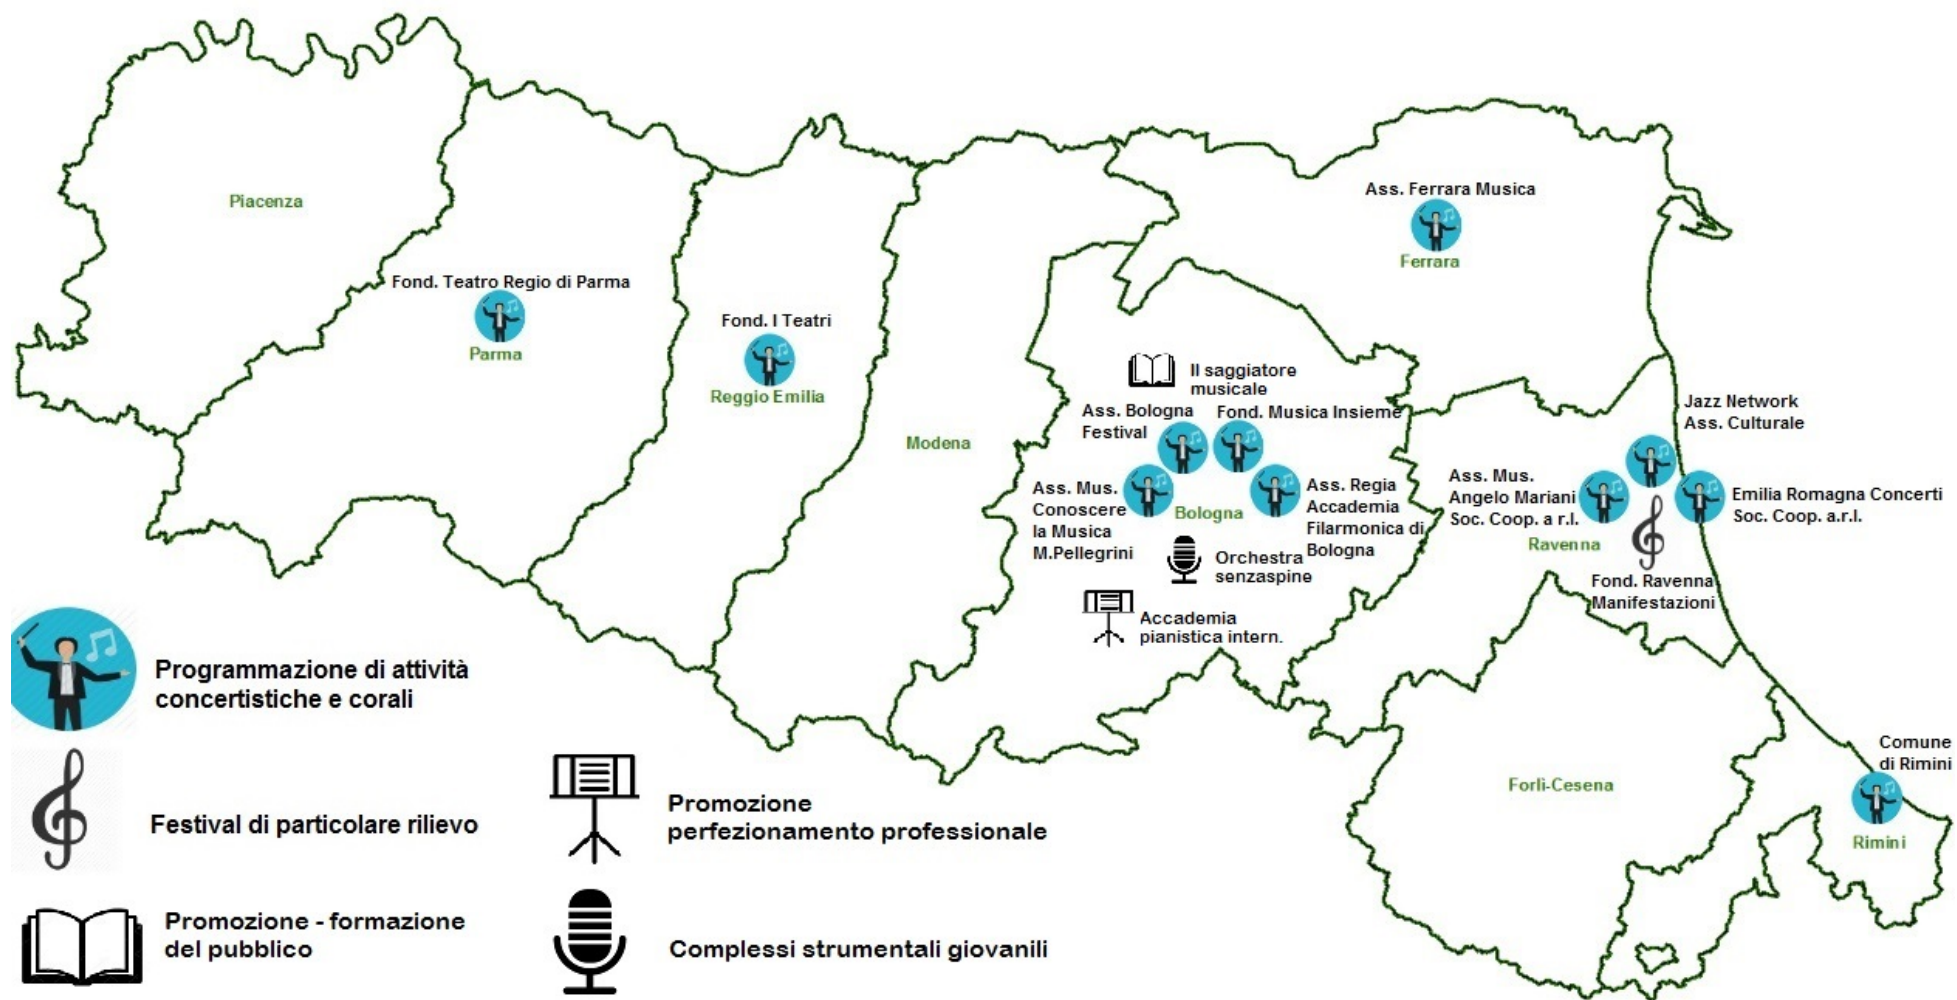 Piacenza
Fond. Teatro Regio di Parma
Parma
Fond. I Teatri
Reggio Emilia
Modena
Ass. Ferrara Musica
Ferrara
Il saggiatore
musicale
Ass. Bologna
Festival
Fond. Musica Insieme
Ass. Mus.
Conoscere
la Musica
M.Pellegrini
Bologna
Ass. Regia
Accademia
Filarmonica di
Bologna
Orchestra
senzaspine
Accademia
pianistica intern.
Jazz Network
Ass. Culturale
Ass. Mus.
Angelo Mariani
Soc. Coop. a r.l.
Emilia Romagna Concerti
Soc. Coop. a.r.l.
Ravenna
Fond. Ravenna
Manifestazioni
Forlì-Cesena
Comune
di Rimini
Rimini
Programmazione di attività
concertistiche e corali
Festival di particolare rilievo
Promozione - formazione
del pubblico
Promozione
perfezionamento professionale
Complessi strumentali giovanili